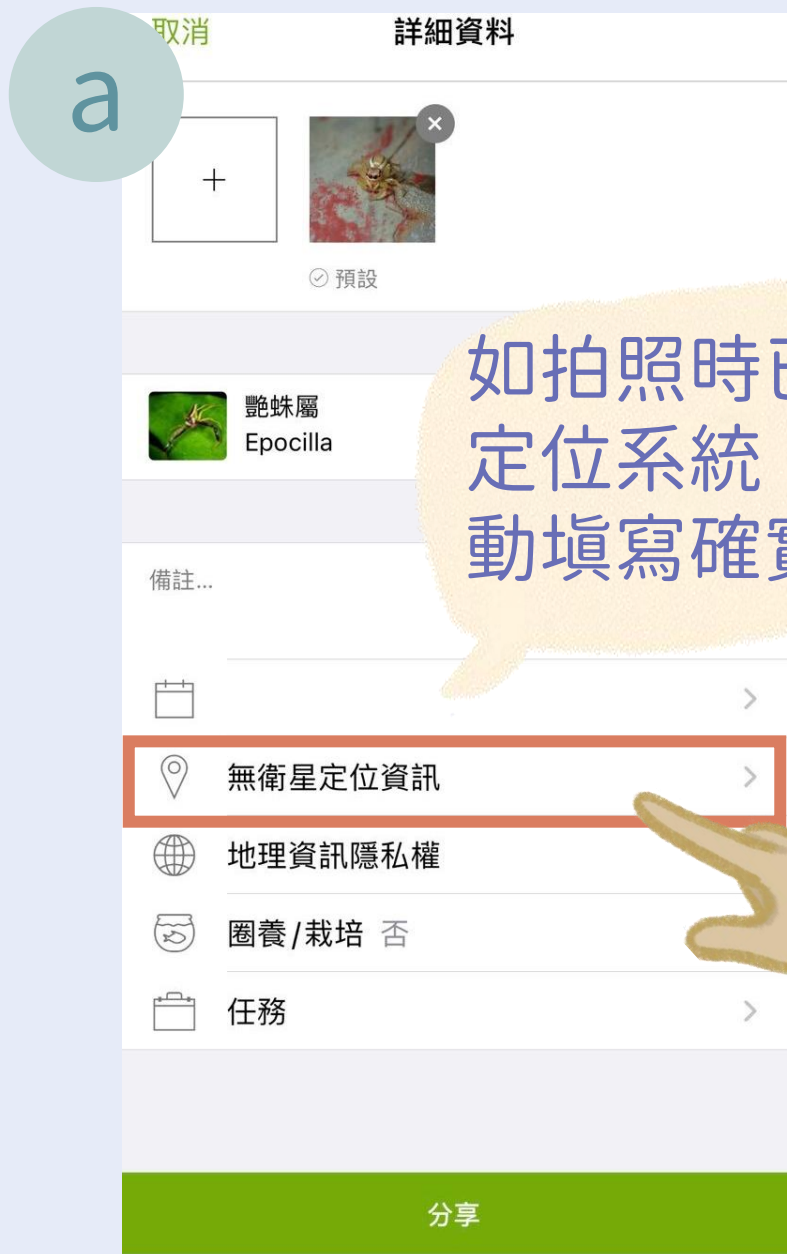 a
取消
詳細資料
預設
如拍照時已
定位系統
動填寫確實
艷蛛屬
Epocilla
備註...
無衛星定位資訊
地理資訊隱私權
圈養/栽培 否
任務
分享